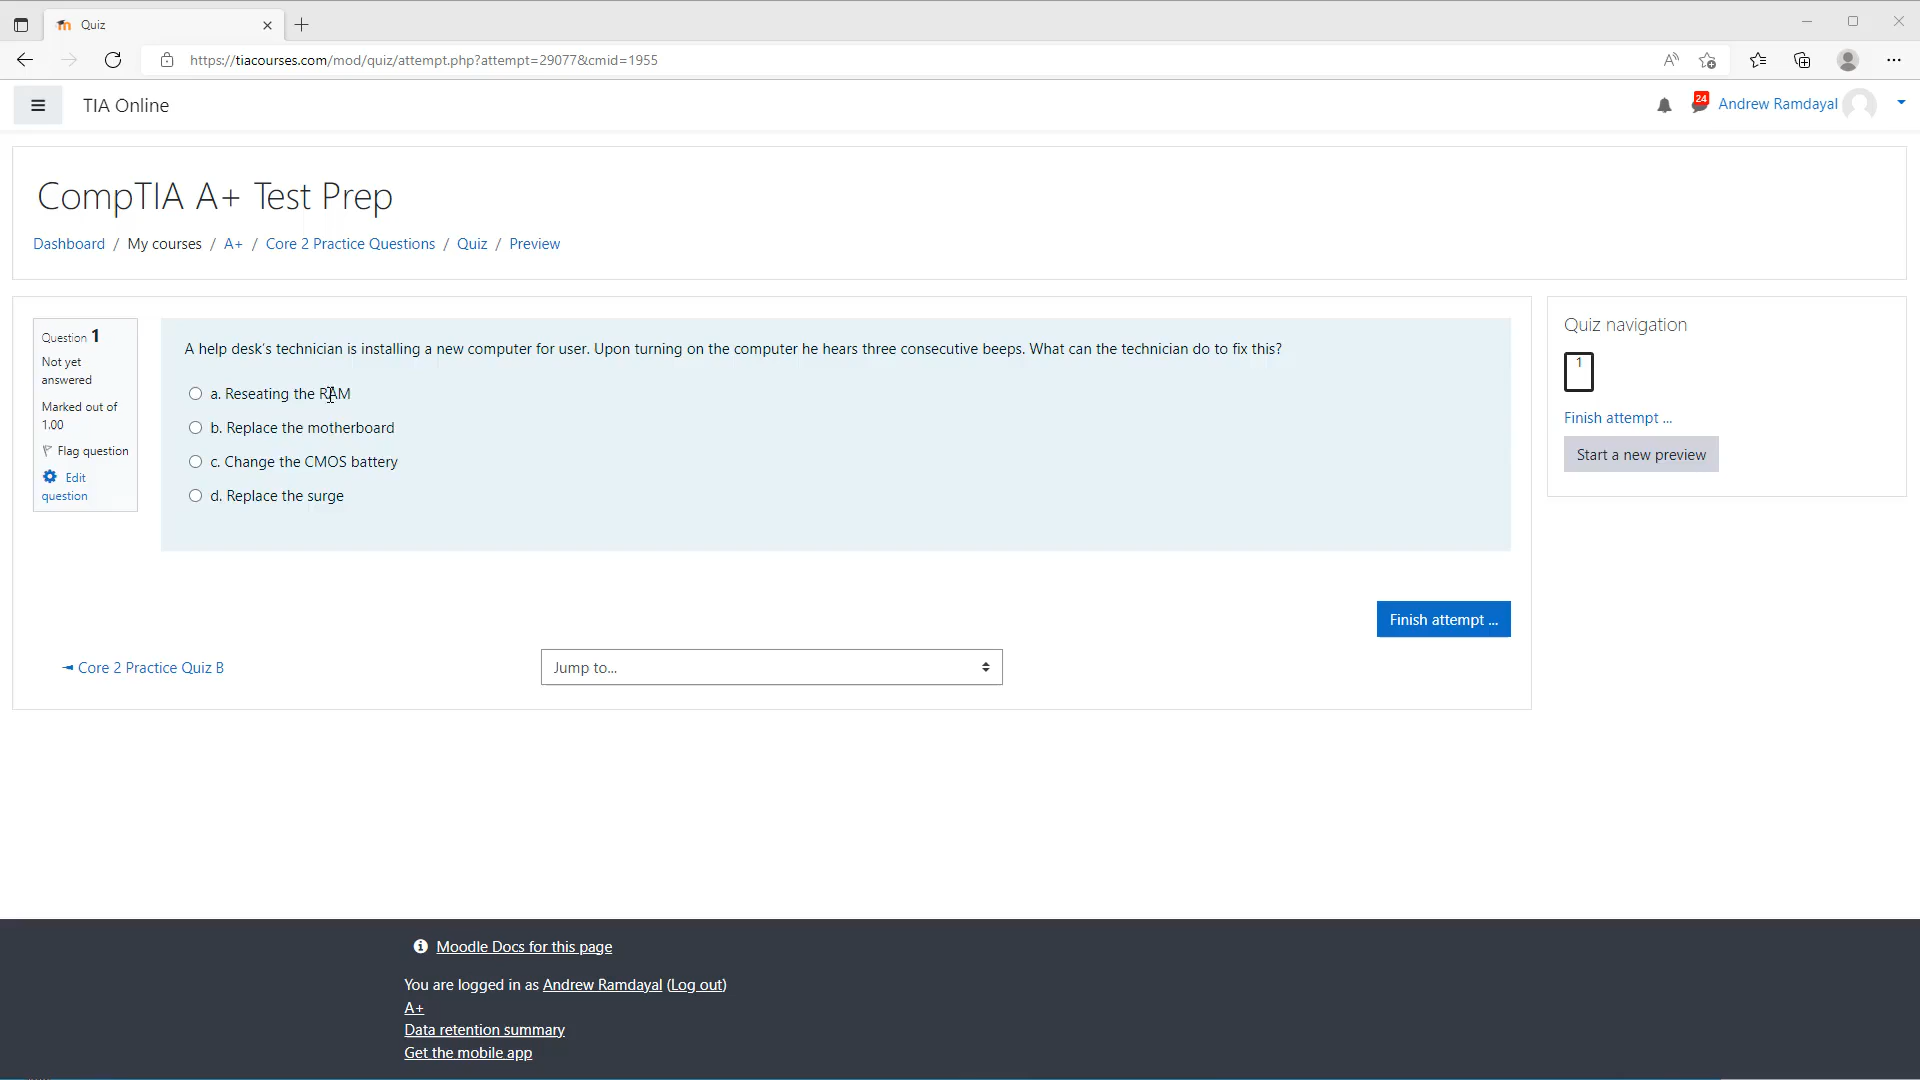 Quiz
https://tiacourses.com/mod/quiz/attempt.php?attempt=29077&cmid=1955
TIA Online
24
Andrew Ramdayal
CompTIA A+ Test Prep
Dashboard / My courses / A+ / Core 2 Practice Questions / Quiz / Preview
Question 1
Not yet
answered
Marked out of
1.00
Flag question
Edit
question
A help desk's technician is installing a new computer for user. Upon turning on the computer he hears three consecutive beeps. What can the technician do to fix this?
a. Reseating the RAM
b. Replace the motherboard
c. Change the CMOS battery
d. Replace the surge
Quiz navigation
1
Finish attempt ...
Start a new preview
Finish attempt ...
◄ Core 2 Practice Quiz B
Jump to...
Moodle Docs for this page
You are logged in as Andrew Ramdayal (Log out)
A+
Data retention summary
Get the mobile app